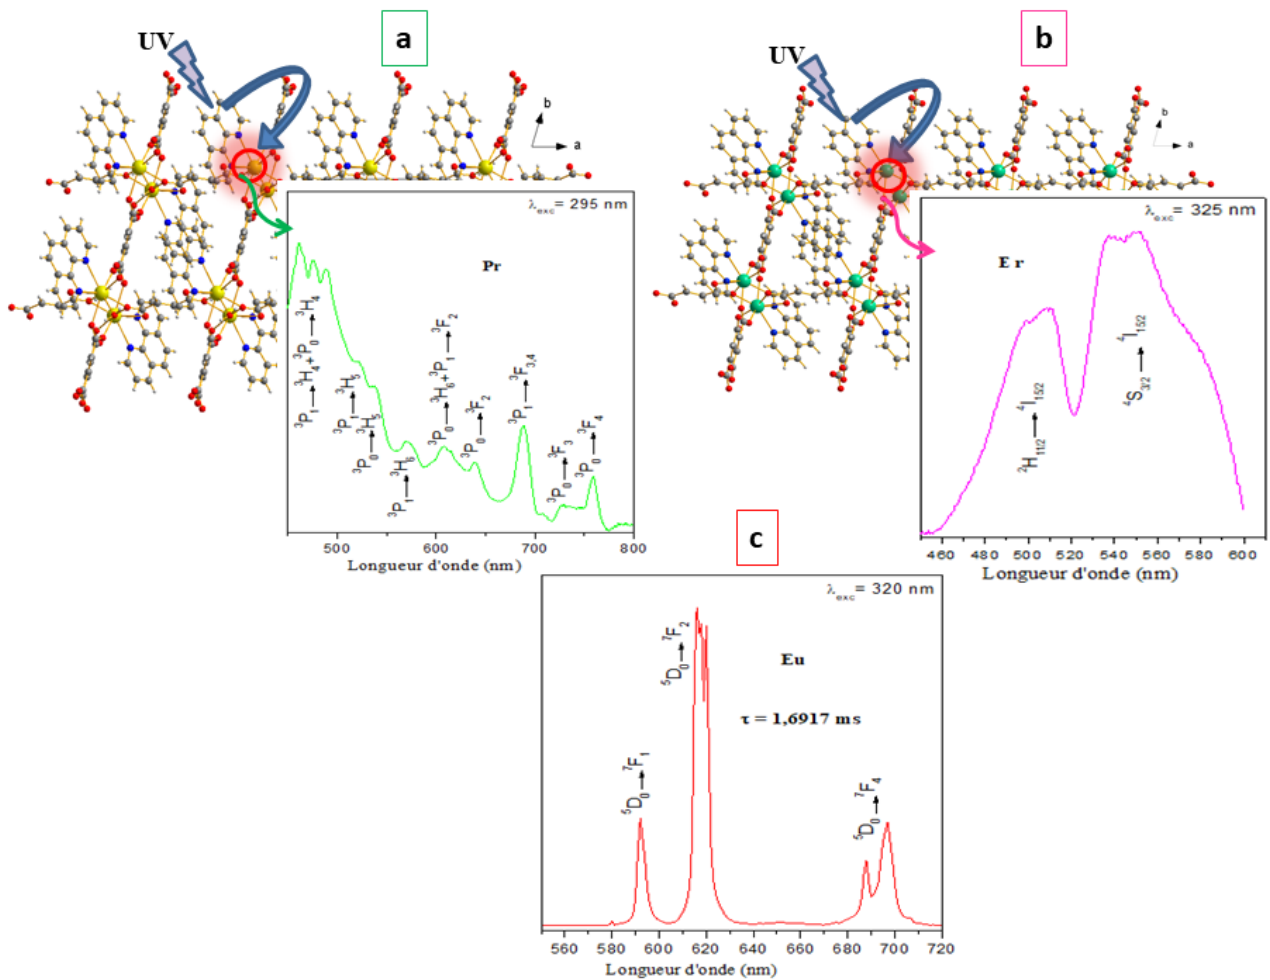 a
UV
b
a
λexc= 295 nm
Pr
³P₁→³H₄+³P₀→³H₄
³P₁→³H₅
³P₀→³H₅
³P₁→³H₆
³P₀→³H₆+³P₁→³F₂
³P₀→³F₂
³P₁→³F₃,₄
³P₀→³F₃
³P₀→³F₄
500 600 700 800
Longueur d'onde (nm)
b
UV
b
a
λexc= 325 nm
E r
²H₁₁/₂→⁴I₁₅/₂
⁴S₃/₂→⁴I₁₅/₂
460 480 500 520 540 560 580 600
Longueur d'onde (nm)
c
λexc= 320 nm
⁵D₀→⁷F₂
Eu
τ = 1,6917 ms
⁵D₀→⁷F₁
⁵D₀→⁷F₄
560 580 600 620 640 660 680 700 720
Longueur d'onde (nm)